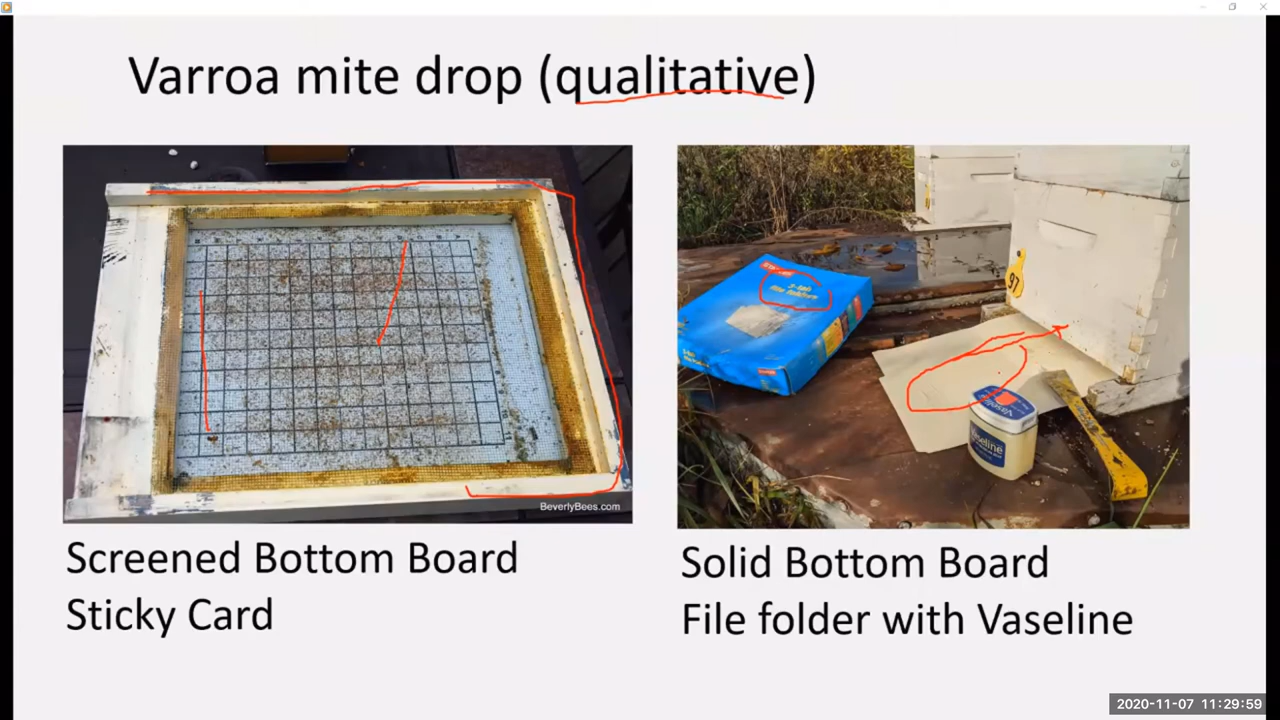 Varroa mite drop (qualitative)
BeverlyBees.com
97
Vaseline
Vaseline
Screened Bottom Board
Sticky Card
Solid Bottom Board
File folder with Vaseline
2020-11-07 11:29:59